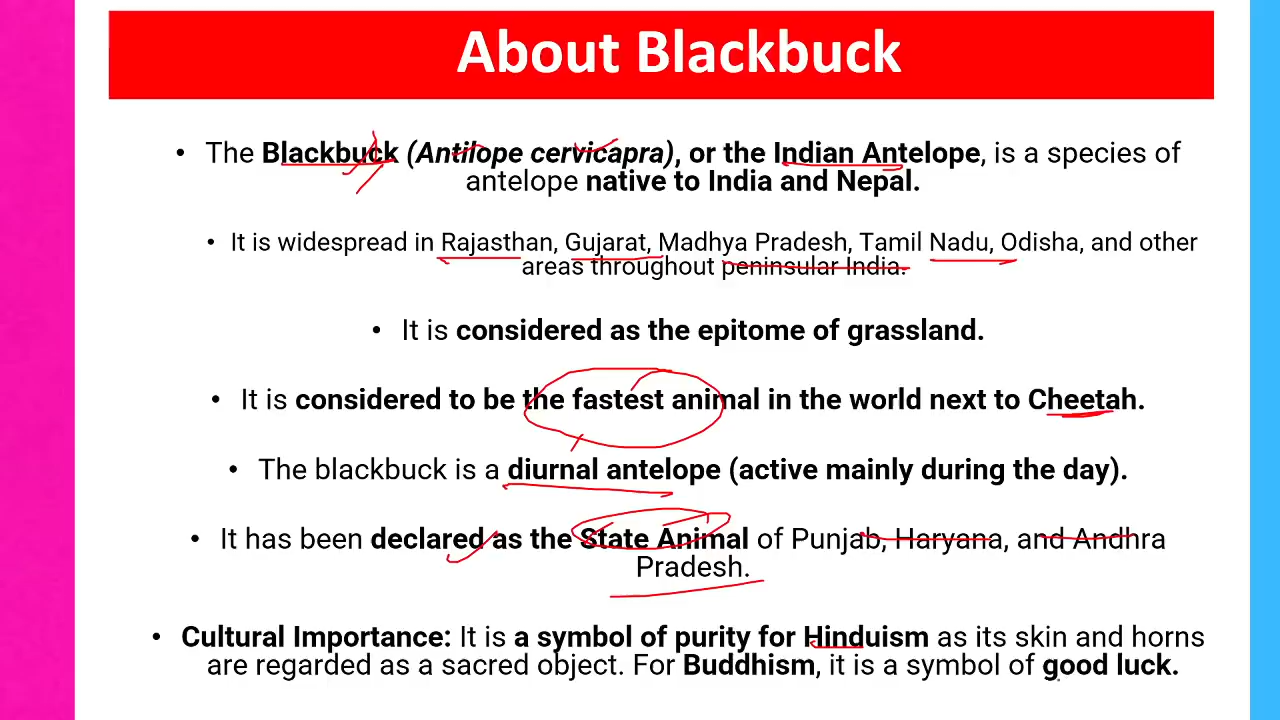 About Blackbuck
• The Blackbuck (Antilope cervicapra), or the Indian Antelope, is a species of
antelope native to India and Nepal.
• It is widespread in Rajasthan, Gujarat, Madhya Pradesh, Tamil Nadu, Odisha, and other
areas throughout peninsular India.
• It is considered as the epitome of grassland.
• It is considered to be the fastest animal in the world next to Cheetah.
• The blackbuck is a diurnal antelope (active mainly during the day).
• It has been declared as the State Animal of Punjab, Haryana, and Andhra
Pradesh.
• Cultural Importance: It is a symbol of purity for Hinduism as its skin and horns
are regarded as a sacred object. For Buddhism, it is a symbol of good luck.